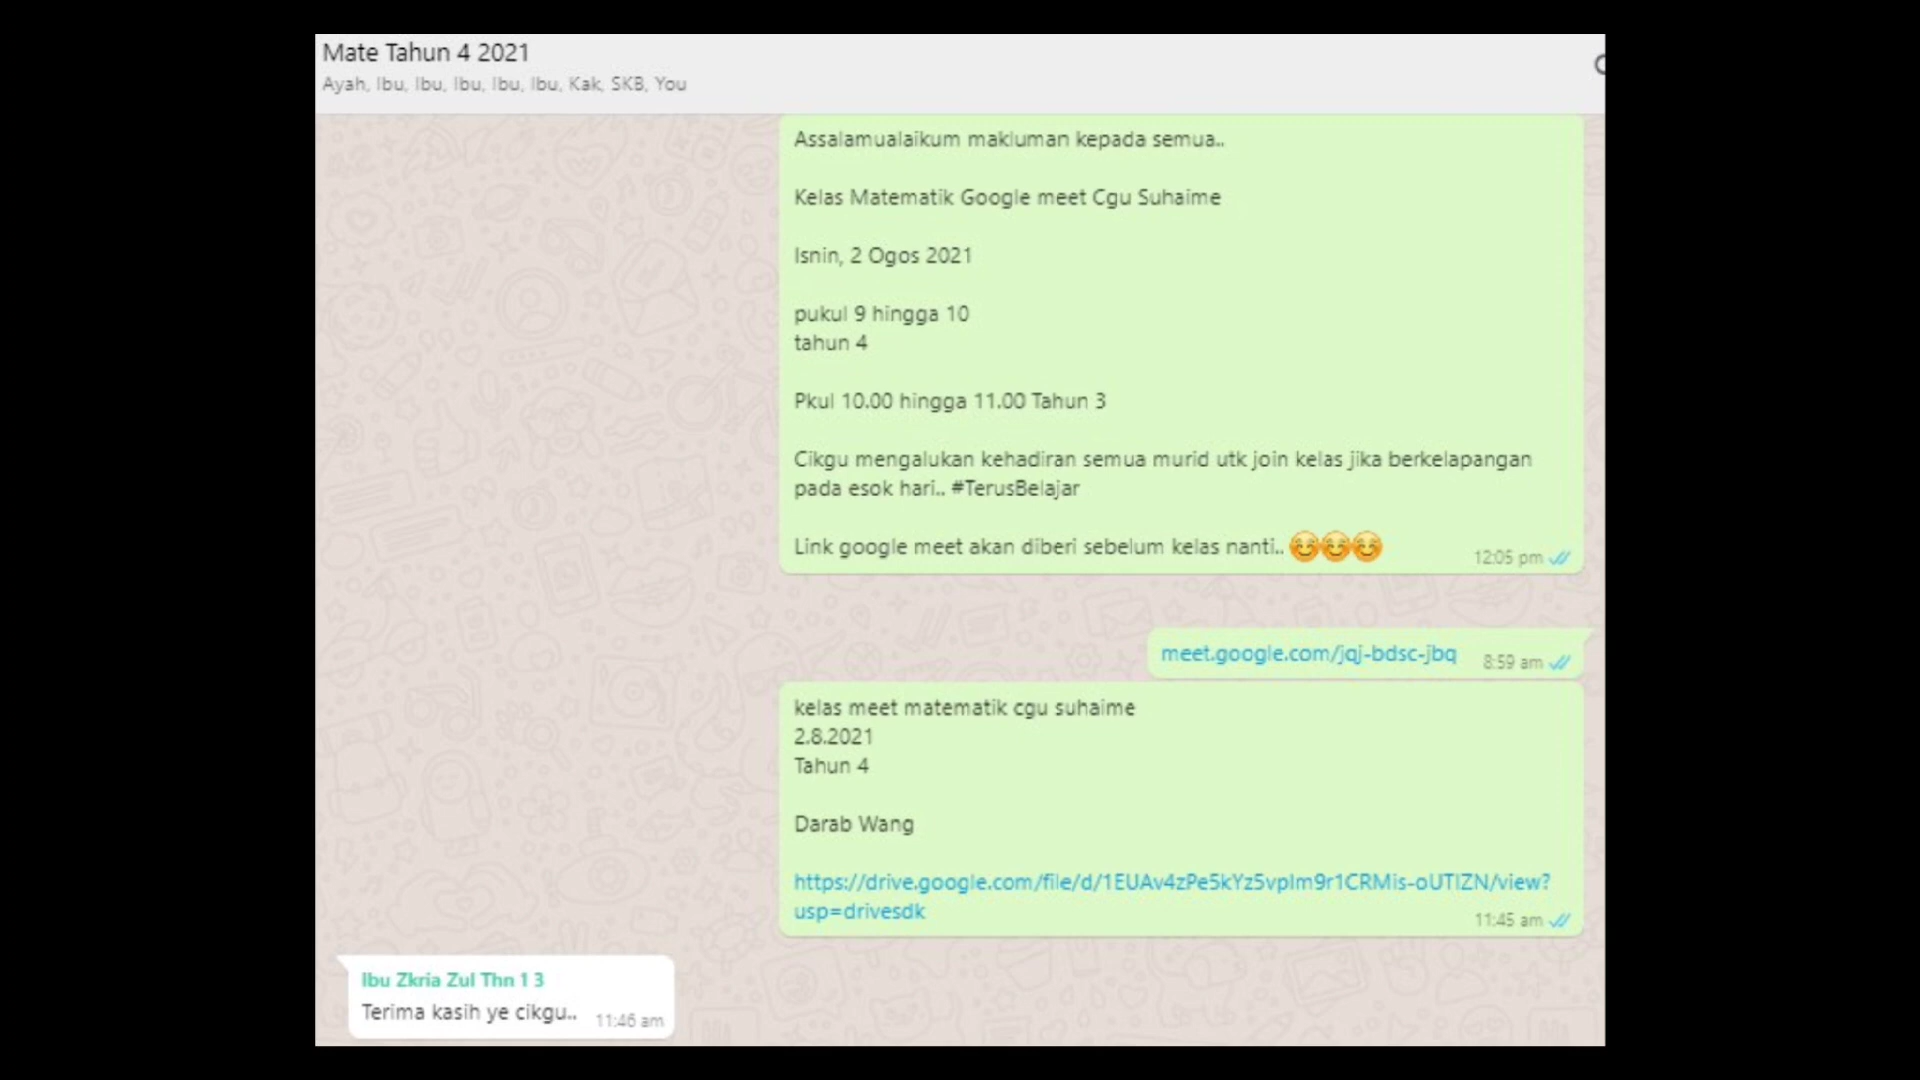 Mate Tahun 4 2021
Ayah, Ibu, Ibu, Ibu, Ibu, Ibu, Kak, SKB, You
Assalamualaikum makluman kepada semua..
Kelas Matematik Google meet Cgu Suhaime
Isnin, 2 Ogos 2021
pukul 9 hingga 10
tahun 4
Pkul 10.00 hingga 11.00 Tahun 3
Cikgu mengalukan kehadiran semua murid utk join kelas jika berkelapangan
pada esok hari.. #TerusBelajar
Link google meet akan diberi sebelum kelas nanti.. 😊😊😊
12:05 pm
meet.google.com/jqj-bdsc-jbq
8:59 am
kelas meet matematik cgu suhaime
2.8.2021
Tahun 4
Darab Wang
https://drive.google.com/file/d/1EUAv4zPe5kYz5vpIm9r1CRMis-oUTIZN/view?
usp=drivesdk
11:45 am
Ibu Zkria Zul Thn 1 3
Terima kasih ye cikgu..
11:46 am